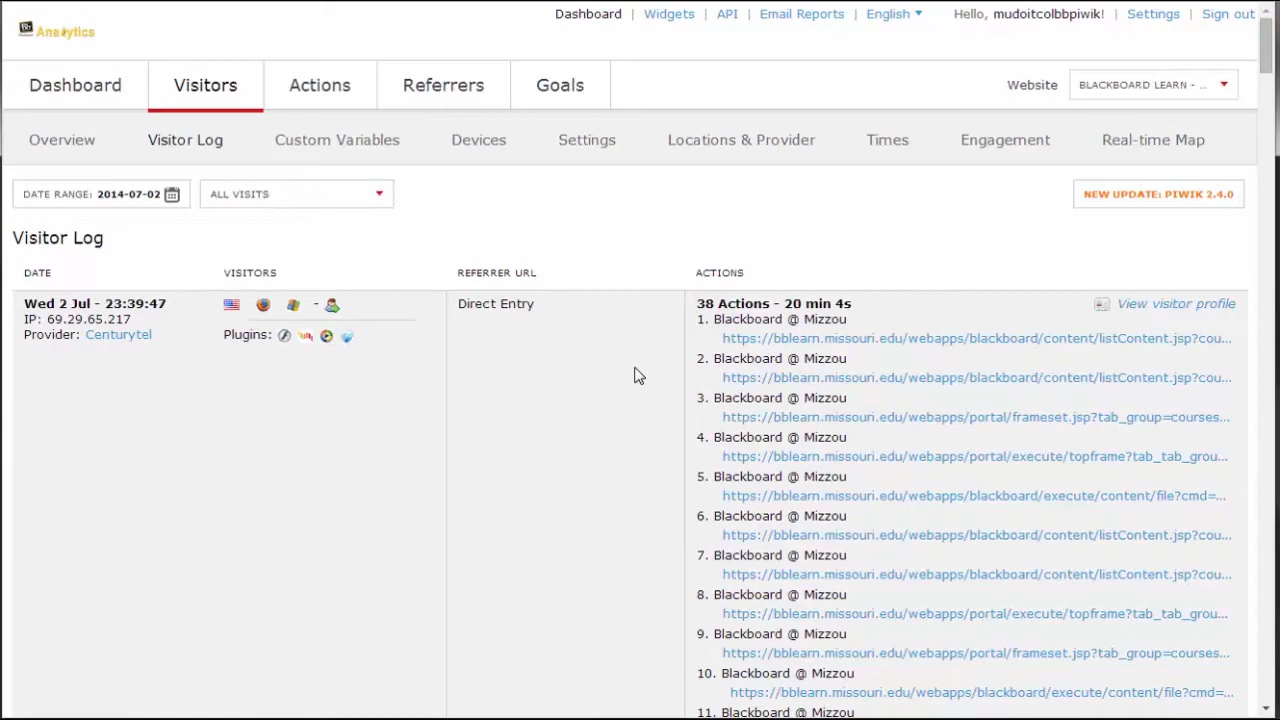 Dashboard | Widgets | API | Email Reports | English Hello, mudoitcolbbpiwik! | Settings | Sign out
Bb Analytics
Dashboard Visitors Actions Referrers Goals Website BLACKBOARD LEARN - ...
Overview Visitor Log Custom Variables Devices Settings Locations & Provider Times Engagement Real-time Map
DATE RANGE: 2014-07-02 ALL VISITS NEW UPDATE: PIWIK 2.4.0
Visitor Log
DATE VISITORS REFERRER URL ACTIONS
Wed 2 Jul - 23:39:47 - Direct Entry 38 Actions - 20 min 4s View visitor profile
IP: 69.29.65.217 1. Blackboard @ Mizzou
Provider: Centurytel Plugins: https://bblearn.missouri.edu/webapps/blackboard/content/listContent.jsp?cou...
2. Blackboard @ Mizzou
https://bblearn.missouri.edu/webapps/blackboard/content/listContent.jsp?cou...
3. Blackboard @ Mizzou
https://bblearn.missouri.edu/webapps/portal/frameset.jsp?tab_group=courses...
4. Blackboard @ Mizzou
https://bblearn.missouri.edu/webapps/portal/execute/topframe?tab_tab_grou...
5. Blackboard @ Mizzou
https://bblearn.missouri.edu/webapps/blackboard/execute/content/file?cmd=...
6. Blackboard @ Mizzou
https://bblearn.missouri.edu/webapps/blackboard/content/listContent.jsp?cou...
7. Blackboard @ Mizzou
https://bblearn.missouri.edu/webapps/blackboard/content/listContent.jsp?cou...
8. Blackboard @ Mizzou
https://bblearn.missouri.edu/webapps/portal/execute/topframe?tab_tab_grou...
9. Blackboard @ Mizzou
https://bblearn.missouri.edu/webapps/portal/frameset.jsp?tab_group=courses...
10. Blackboard @ Mizzou
https://bblearn.missouri.edu/webapps/blackboard/execute/content/file?cmd=...
11. Blackboard @ Mizzou